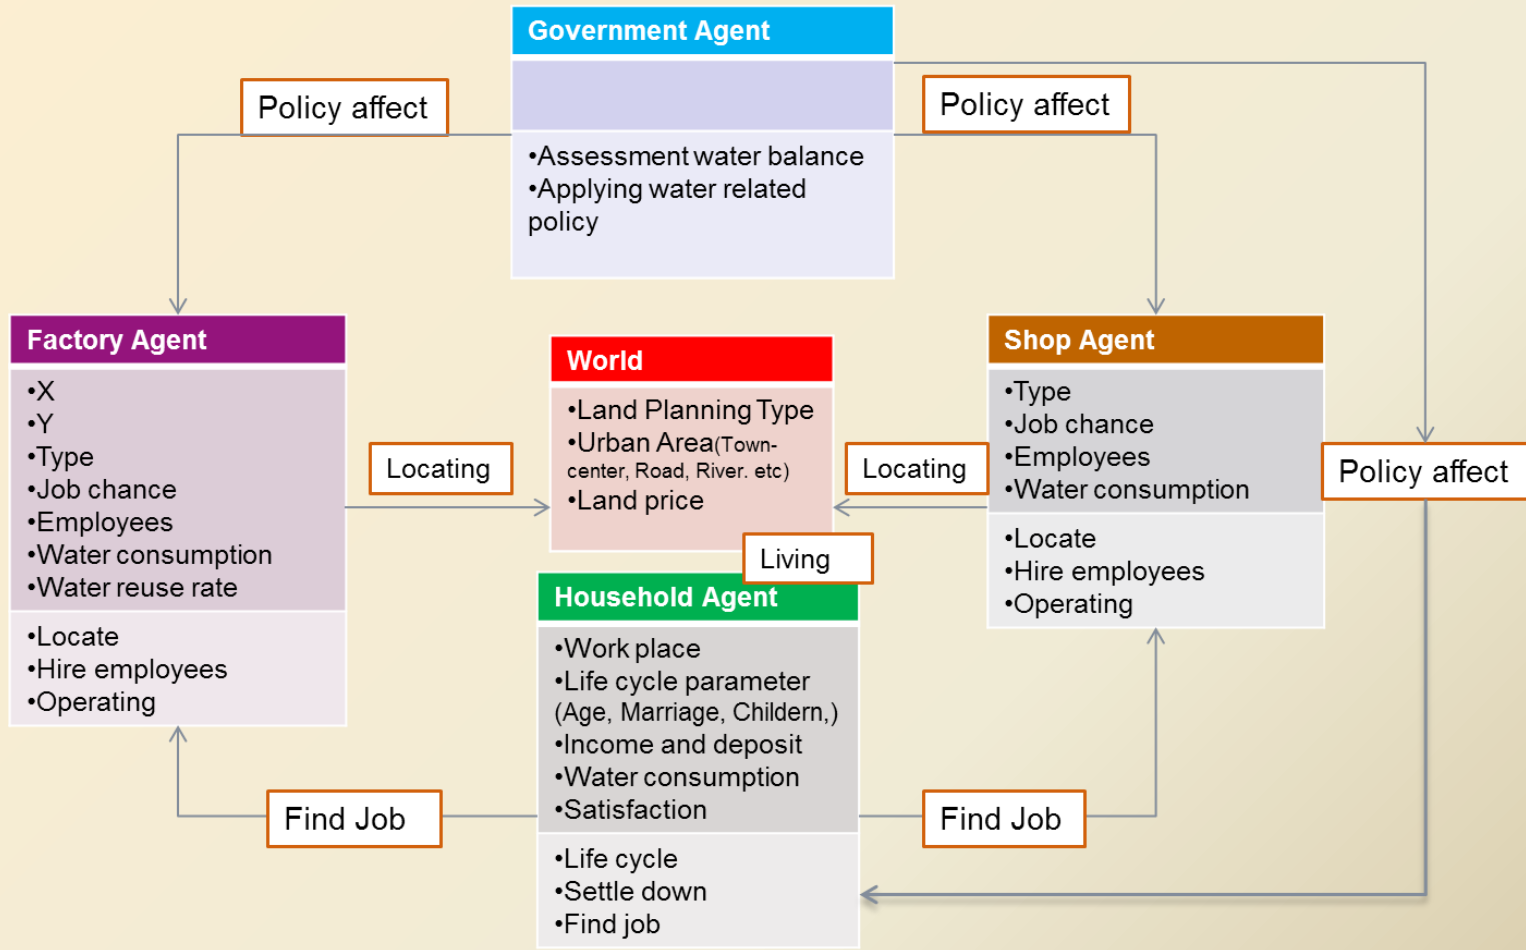 Government Agent
Policy affect
Policy affect
•Assessment water balance
•Applying water related
policy
Factory Agent
•X
•Y
•Type
•Job chance
•Employees
•Water consumption
•Water reuse rate
•Locate
•Hire employees
•Operating
Locating
World
•Land Planning Type
•Urban Area(Town-
center, Road, River. etc)
•Land price
Locating
Shop Agent
•Type
•Job chance
•Employees
•Water consumption
•Locate
•Hire employees
•Operating
Policy affect
Living
Household Agent
•Work place
•Life cycle parameter
(Age, Marriage, Childern,)
•Income and deposit
•Water consumption
•Satisfaction
•Life cycle
•Settle down
•Find job
Find Job
Find Job